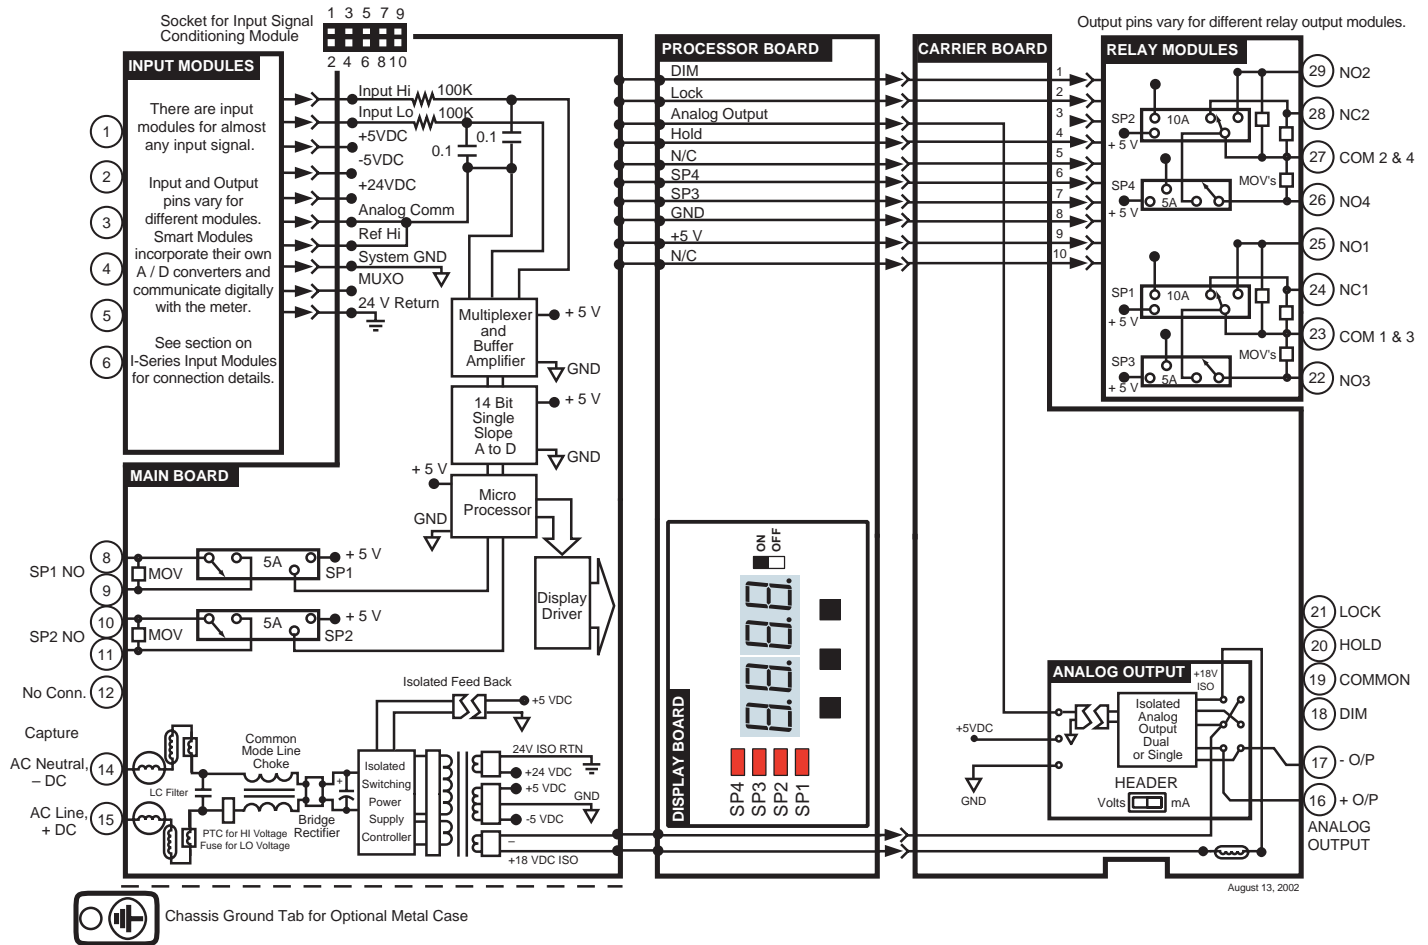 Socket for Input Signal
Conditioning Module
1 3 5 7 9
2 4 6 8 10
INPUT MODULES
There are input
modules for almost
any input signal.
Input and Output
pins vary for
different modules.
Smart Modules
incorporate their own
A / D converters and
communicate digitally
with the meter.
See section on
I-Series Input Modules
for connection details.
1
2
3
4
5
6
Input Hi
100K
Input Lo
100K
+5VDC
-5VDC
+24VDC
Analog Comm
Ref Hi
System GND
MUXO
24 V Return
0.1
0.1
Multiplexer
and
Buffer
Amplifier
+ 5 V
GND
14 Bit
Single
Slope
A to D
+ 5 V
GND
+ 5 V
GND
Micro
Processor
Display
Driver
MAIN BOARD
SP1 NO
8
9
MOV
5A
+ 5 V
SP1
SP2 NO
10
11
MOV
5A
+ 5 V
SP2
No Conn.
12
Capture
AC Neutral,
– DC
14
AC Line,
+ DC
15
LC Filter
Common
Mode Line
Choke
PTC for HI Voltage
Fuse for LO Voltage
+
Bridge
Rectifier
Isolated Feed Back
+5 VDC
Isolated
Switching
Power
Supply
Controller
24V ISO RTN
+24 VDC
+5 VDC
GND
-5 VDC
–
+18 VDC ISO
Chassis Ground Tab for Optional Metal Case
PROCESSOR BOARD
DIM
Lock
Analog Output
Hold
N/C
SP4
SP3
GND
+5 V
N/C
DISPLAY BOARD
ON
OFF
SP4
SP3
SP2
SP1
CARRIER BOARD
1
2
3
4
5
6
7
8
9
10
Output pins vary for different relay output modules.
RELAY MODULES
SP2
10A
+ 5 V
SP4
5A
+ 5 V
MOV's
SP1
10A
+ 5 V
SP3
5A
+ 5 V
MOV's
29 NO2
28 NC2
27 COM 2 & 4
26 NO4
25 NO1
24 NC1
23 COM 1 & 3
22 NO3
21 LOCK
20 HOLD
19 COMMON
18 DIM
17 - O/P
16 + O/P
ANALOG
OUTPUT
ANALOG OUTPUT
+18V
ISO
+5VDC
GND
Isolated
Analog
Output
Dual
or Single
HEADER
Volts
mA
August 13, 2002